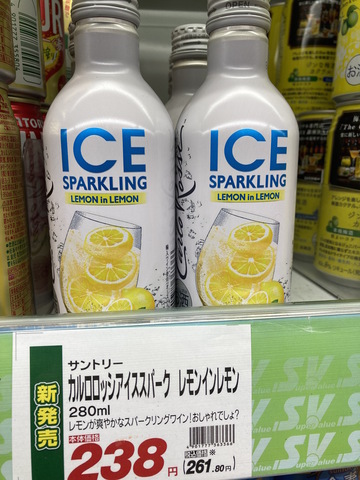 OPEN
ICE
SPARKLING
LEMON in LEMON
ICE
SPARKLING
LEMON in LEMON
新発売
サントリー
カルロロッシアイススパーク レモンインレモン
280ml
レモンが爽やかなスパークリングワイン!おしゃれでしょ?
本体価格
238円
税込価格※
(261.80円)
SV
Super Value